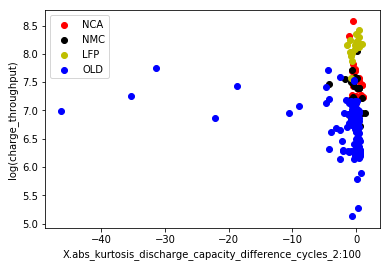 NCA
NMC
LFP
OLD
8.5
8.0
7.5
7.0
6.5
6.0
5.5
5.0
log(charge_throughput)
−40
−30
−20
−10
0
X.abs_kurtosis_discharge_capacity_difference_cycles_2:100